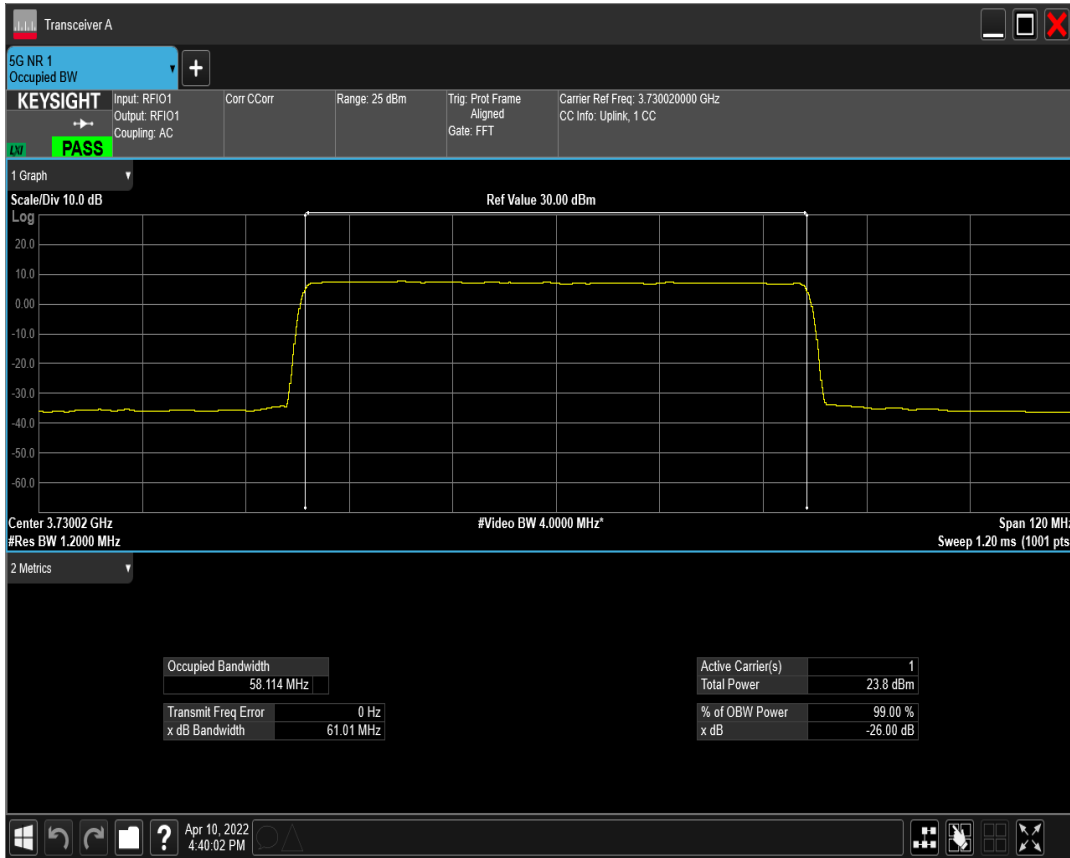 Transceiver A
5G NR 1
Occupied BW
KEYSIGHT
LXI
PASS
Input: RFIO1
Output: RFIO1
Coupling: AC
Corr CCorr
Range: 25 dBm
Trig: Prot Frame
Aligned
Gate: FFT
Carrier Ref Freq: 3.730020000 GHz
CC Info: Uplink, 1 CC
1 Graph
Scale/Div 10.0 dB
Ref Value 30.00 dBm
Log
20.0
10.0
0.00
-10.0
-20.0
-30.0
-40.0
-50.0
-60.0
Center 3.73002 GHz
#Video BW 4.0000 MHz*
Span 120 MHz
#Res BW 1.2000 MHz
Sweep 1.20 ms (1001 pts
2 Metrics
Occupied Bandwidth
58.114 MHz
Transmit Freq Error 0 Hz
x dB Bandwidth 61.01 MHz
Active Carrier(s) 1
Total Power 23.8 dBm
% of OBW Power 99.00 %
x dB -26.00 dB
?
Apr 10, 2022
4:40:02 PM